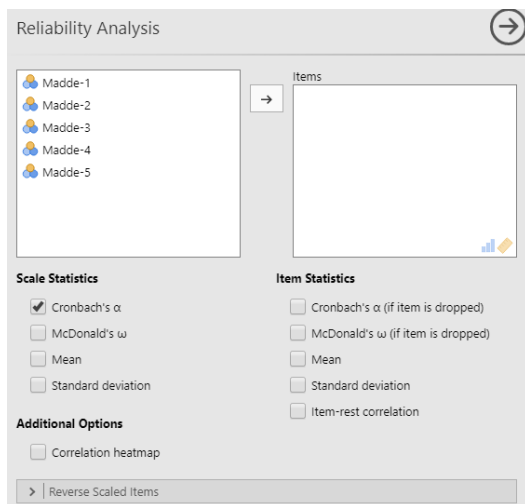 Reliability Analysis
Items
Madde-1
Madde-2
Madde-3
Madde-4
Madde-5
Scale Statistics
Cronbach's α
McDonald's ω
Mean
Standard deviation
Additional Options
Correlation heatmap
Item Statistics
Cronbach's α (if item is dropped)
McDonald's ω (if item is dropped)
Mean
Standard deviation
Item-rest correlation
Reverse Scaled Items